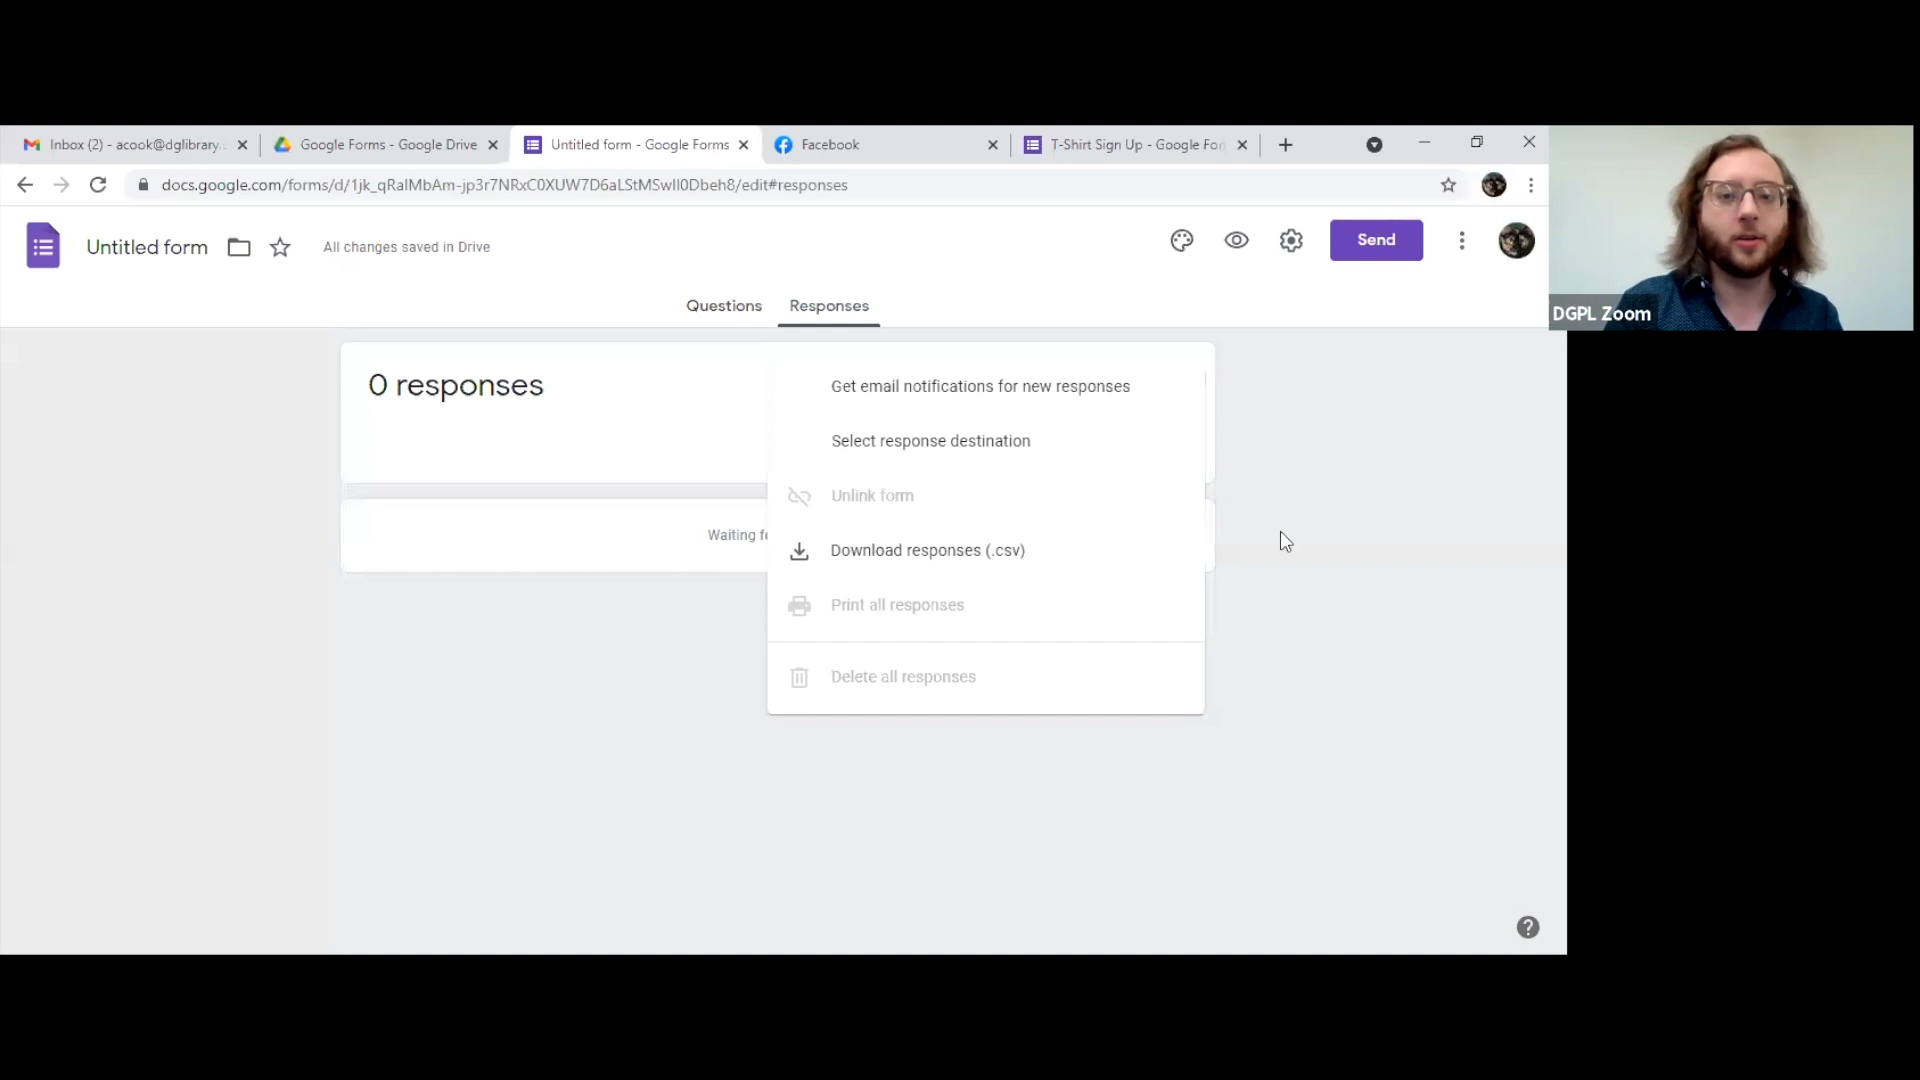 Inbox (2) - acook@dglibrary.
Google Forms - Google Drive
Untitled form - Google Forms
Facebook
T-Shirt Sign Up - Google For
docs.google.com/forms/d/1jk_qRalMbAm-jp3r7NRxC0XUW7D6aLStMSwIl0Dbeh8/edit#responses
Untitled form
All changes saved in Drive
Send
DGPL Zoom
Questions
Responses
0 responses
Get email notifications for new responses
Select response destination
Unlink form
Waiting fo
Download responses (.csv)
Print all responses
Delete all responses